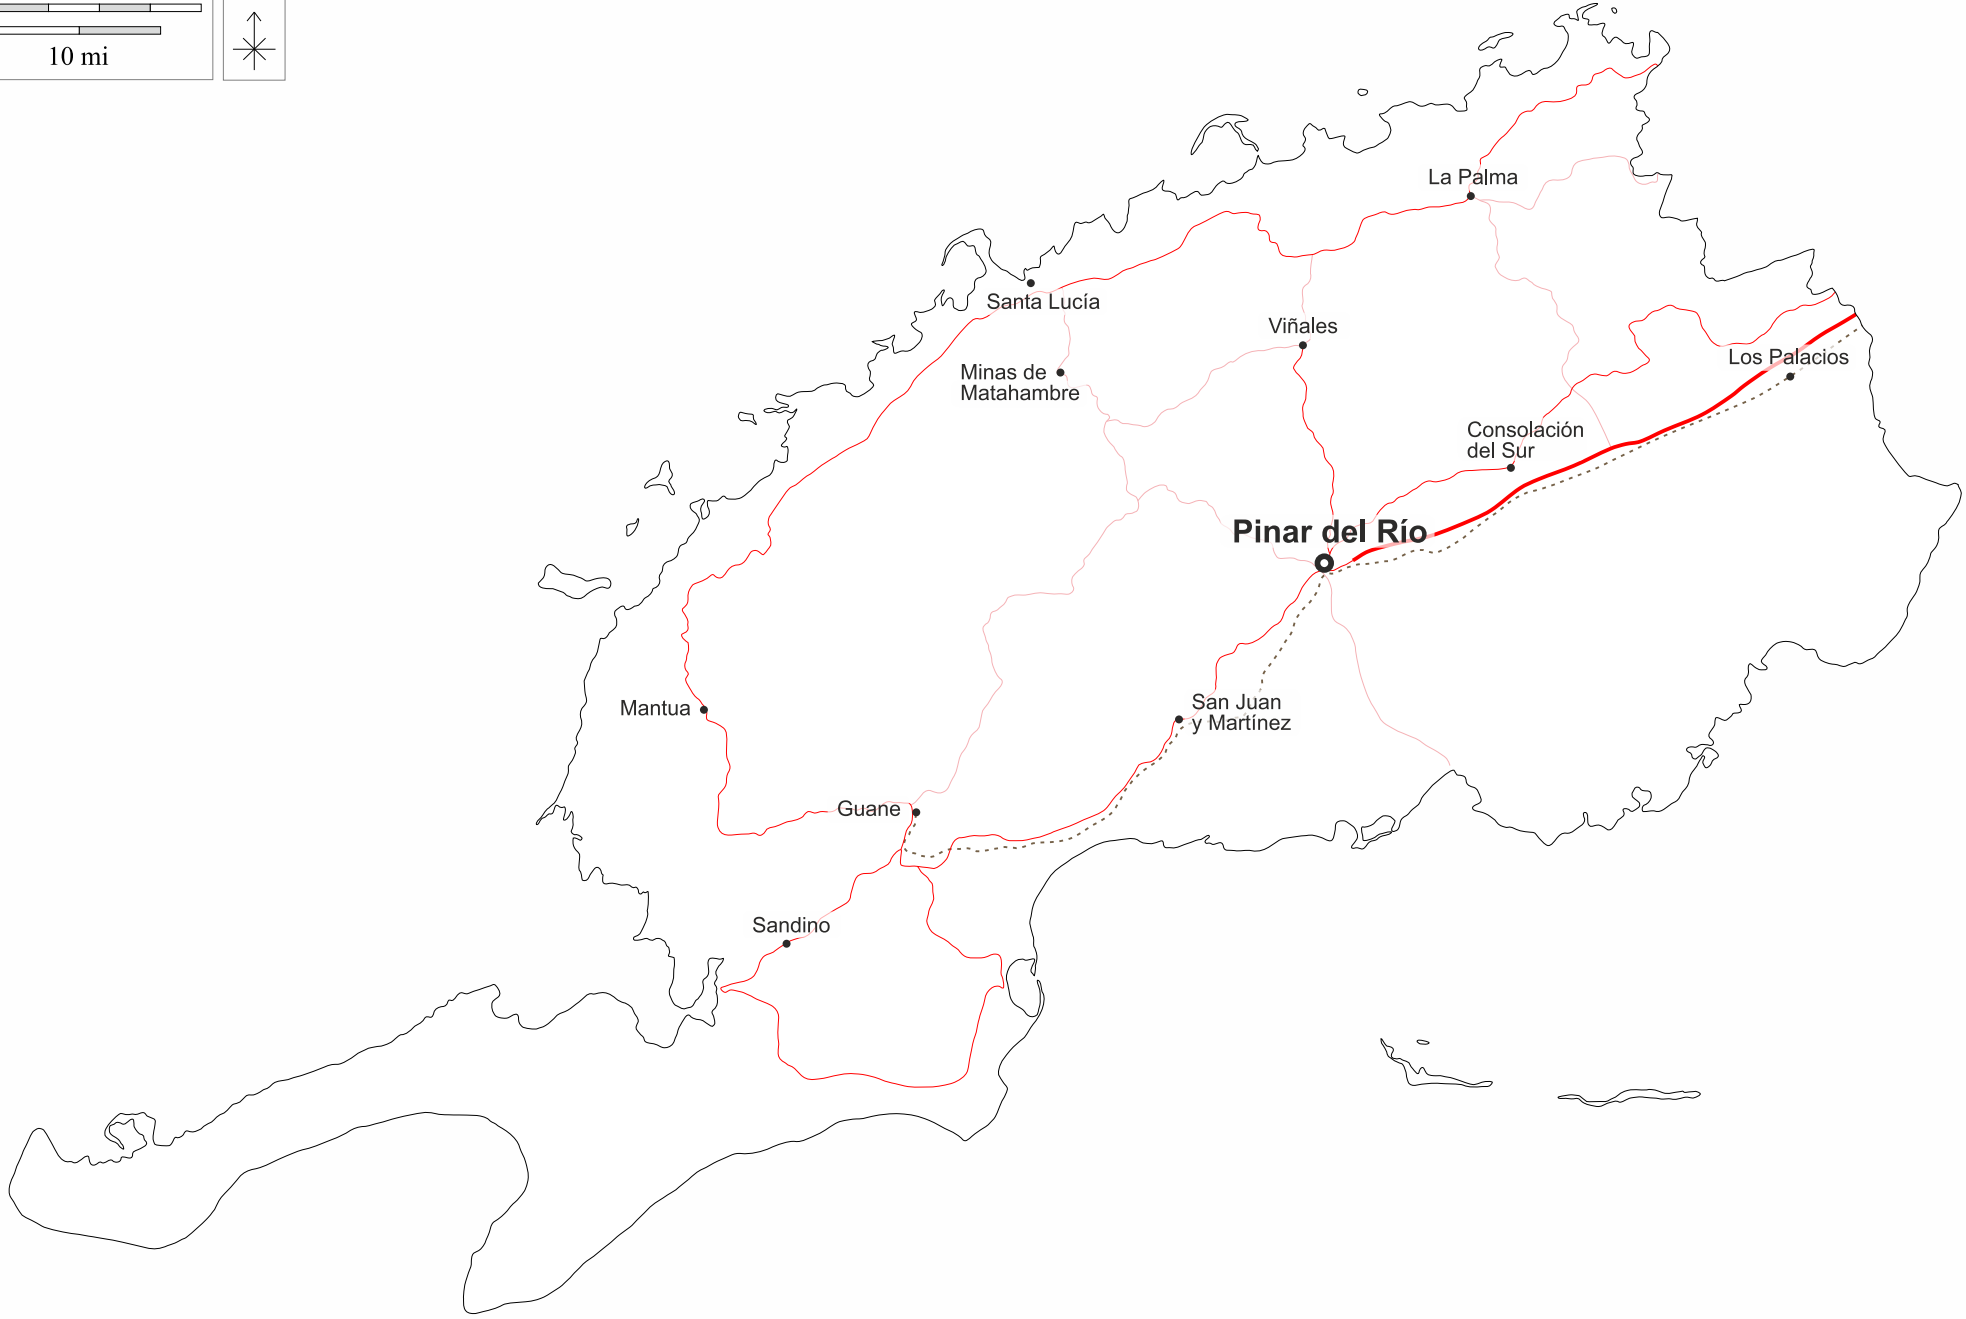 10 mi
La Palma
Santa Lucía
Viñales
Minas de
Matahambre
Los Palacios
Consolación
del Sur
Pinar del Río
Mantua
San Juan
y Martínez
Guane
Sandino